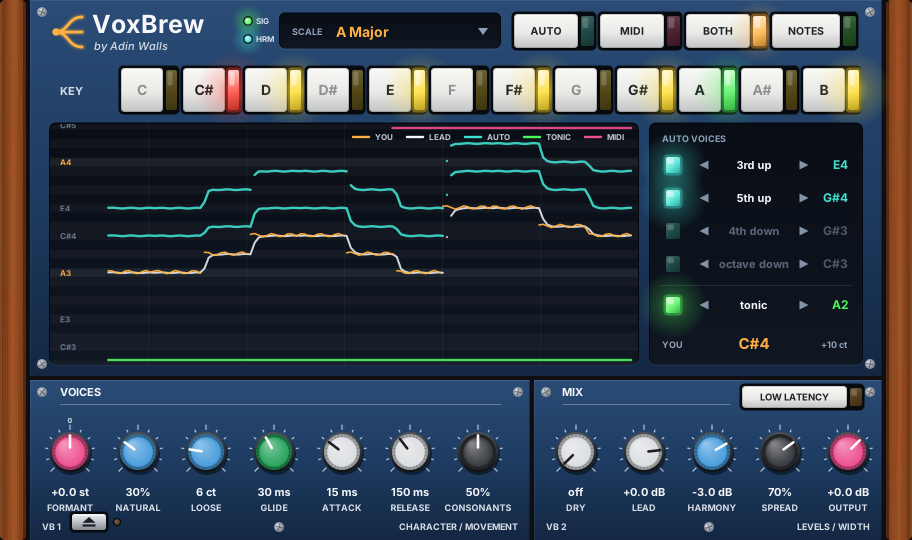 VoxBrew
by Adin Walls
SIG
HRM
SCALE A Major
AUTO MIDI BOTH NOTES
KEY C C# D D# E F F# G G# A A# B
C#5
YOU LEAD AUTO TONIC MIDI
A4
E4
C#4
A3
E3
C#3
AUTO VOICES
3rd up E4
5th up G#4
4th down G#3
octave down C#3
tonic A2
YOU C#4 +10 ct
VOICES
0
+0.0 st 30% 6 ct 30 ms 15 ms 150 ms 50%
FORMANT NATURAL LOOSE GLIDE ATTACK RELEASE CONSONANTS
VB 1 CHARACTER / MOVEMENT
MIX LOW LATENCY
off +0.0 dB -3.0 dB 70% +0.0 dB
DRY LEAD HARMONY SPREAD OUTPUT
VB 2 LEVELS / WIDTH